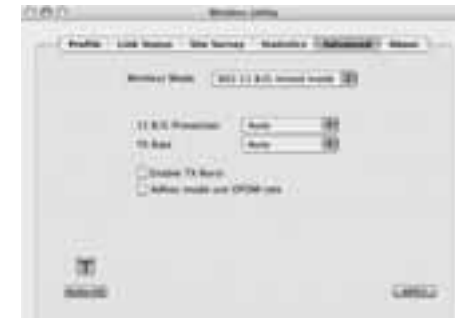 Wireless Utility
Profile Link Status Site Survey Statistics Advanced About
Wireless Mode 802.11 B/G mixed mode
11 B/G Protection Auto
TX Rate Auto
Enable TX Burst
Adhoc mode use OFDM rate
APPLY